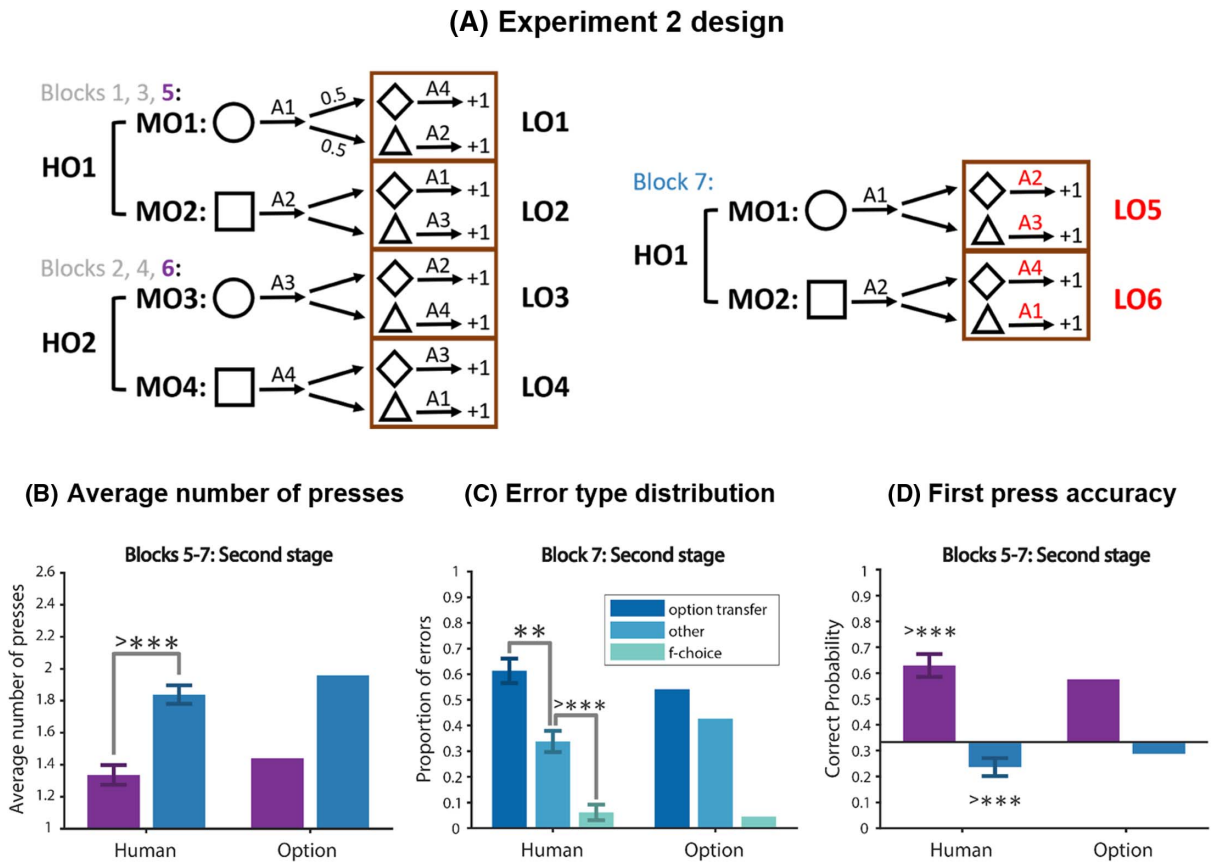 (A) Experiment 2 design
Blocks 1, 3, 5:
HO1
MO1:
A1
0.5
0.5
A4
+1
A2
+1
LO1
MO2:
A2
A1
+1
A3
+1
LO2
Blocks 2, 4, 6:
HO2
MO3:
A3
A2
+1
A4
+1
LO3
MO4:
A4
A3
+1
A1
+1
LO4
Block 7:
HO1
MO1:
A1
A2
+1
A3
+1
LO5
MO2:
A2
A4
+1
A1
+1
LO6
(B) Average number of presses
Blocks 5-7: Second stage
Average number of presses
2.6
2.4
2.2
2
1.8
1.6
1.4
1.2
1
>***
Human
Option
(C) Error type distribution
Block 7: Second stage
Proportion of errors
1
0.9
0.8
0.7
0.6
0.5
0.4
0.3
0.2
0.1
0
option transfer
other
f-choice
**
>***
Human
Option
(D) First press accuracy
Blocks 5-7: Second stage
Correct Probability
1
0.9
0.8
0.7
0.6
0.5
0.4
0.3
0.2
0.1
0
>***
>***
Human
Option